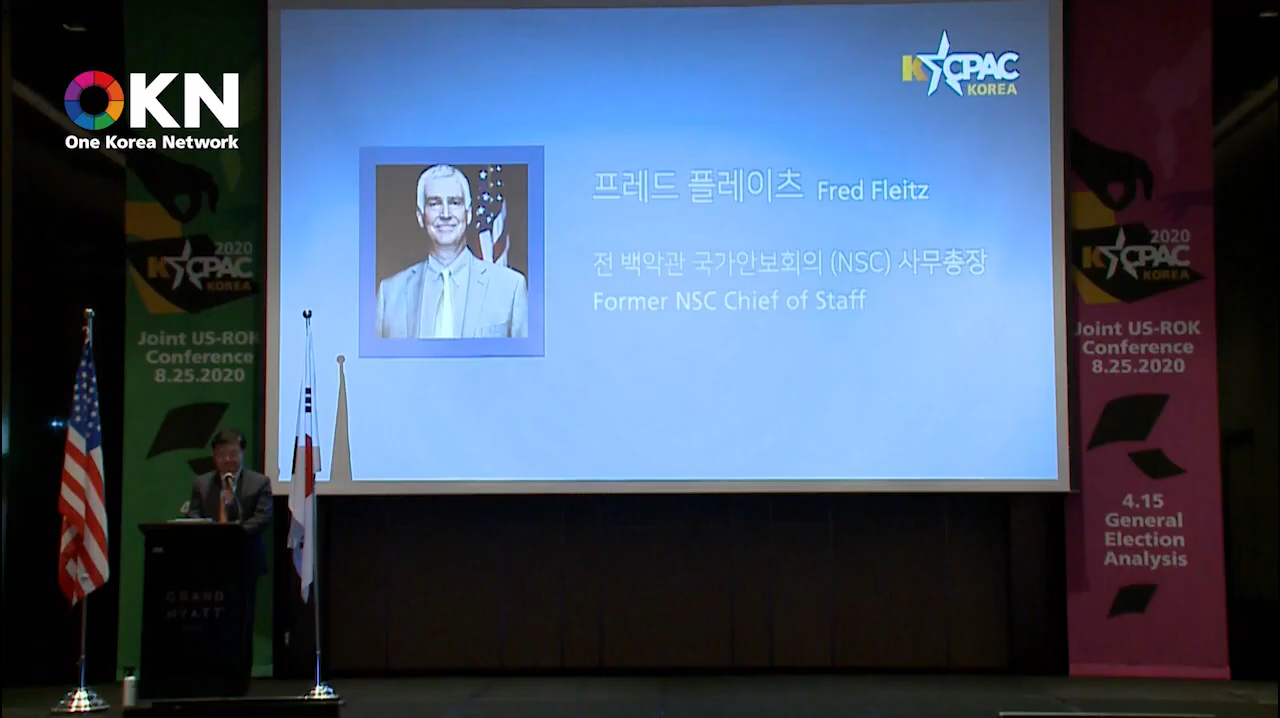 OKN
One Korea Network
K CPAC
KOREA
프레드 플레이츠 Fred Fleitz
전 백악관 국가안보회의 (NSC) 사무총장
Former NSC Chief of Staff
2020
K CPAC
KOREA
Joint US-ROK
Conference
8.25.2020
GRAND
HYATT
2020
K CPAC
KOREA
Joint US-ROK
Conference
8.25.2020
4.15
General
Election
Analysis